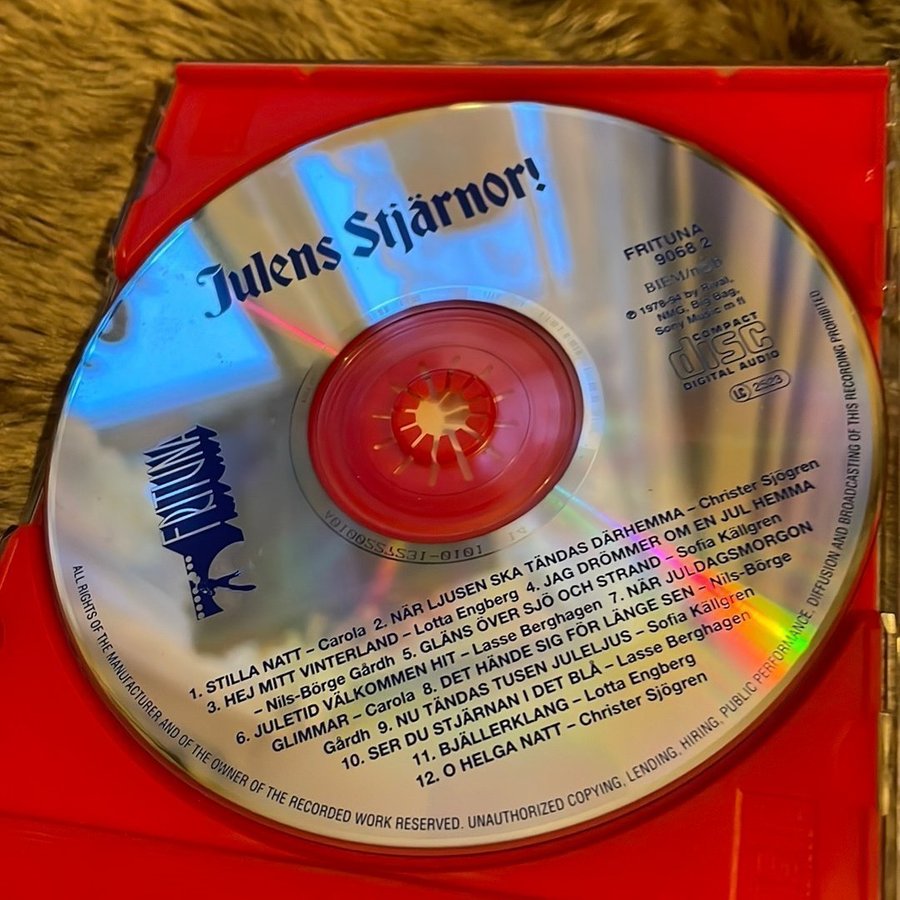 Julens Stjärnor!
FRITUNA
9068 2
BIEM/n©b
℗ 1978-94 by Rival,
NMG, Big Bag,
Sony Music m fl
COMPACT
disc
DIGITAL AUDIO
LC 2523
FRITUNA
1. STILLA NATT – Carola 2. NÄR LJUSEN SKA TÄNDAS DÄRHEMMA – Christer Sjögren
3. HEJ MITT VINTERLAND – Lotta Engberg 4. JAG DRÖMMER OM EN JUL HEMMA
– Nils-Börge Gårdh 5. GLÄNS ÖVER SJÖ OCH STRAND – Sofia Källgren
6. JULETID VÄLKOMMEN HIT – Lasse Berghagen 7. NÄR JULDAGSMORGON
GLIMMAR – Carola 8. DET HÄNDE SIG FÖR LÄNGE SEN – Nils-Börge
Gårdh 9. NU TÄNDAS TUSEN JULELJUS – Sofia Källgren
10. SER DU STJÄRNAN I DET BLÅ – Lasse Berghagen
11. BJÄLLERKLANG – Lotta Engberg
12. O HELGA NATT – Christer Sjögren
ALL RIGHTS OF THE MANUFACTURER AND OF THE OWNER OF THE RECORDED WORK RESERVED. UNAUTHORIZED COPYING, LENDING, HIRING, PUBLIC PERFORMANCE, DIFFUSION AND BROADCASTING OF THIS RECORDING PROHIBITED